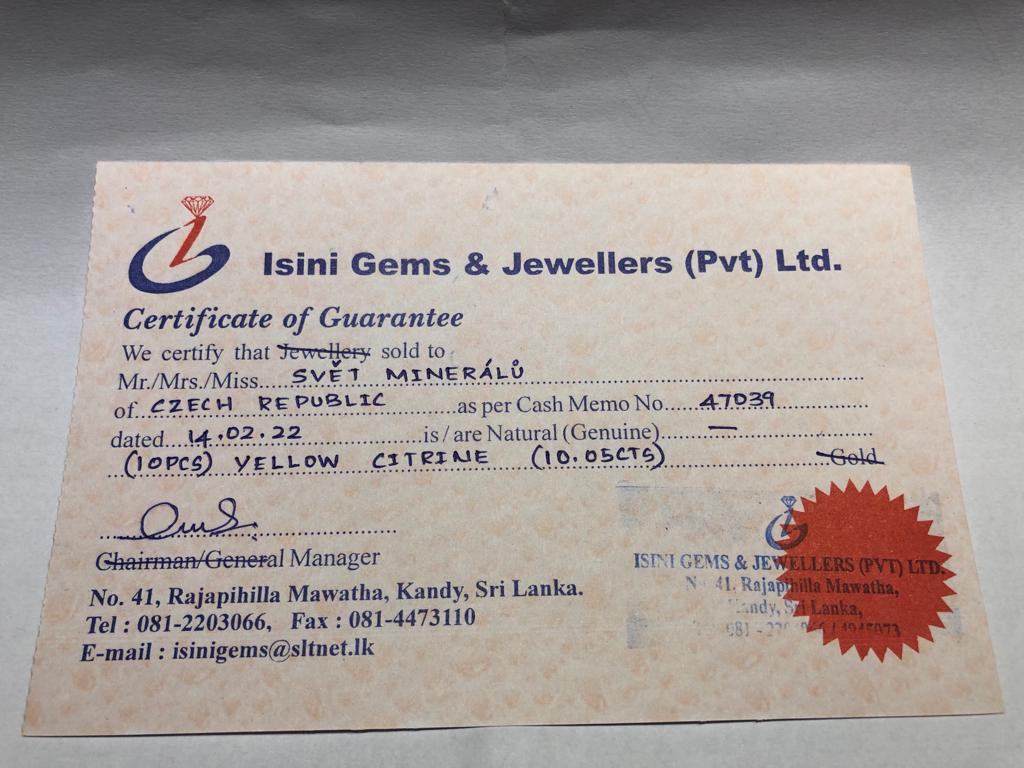 Isini Gems & Jewellers (Pvt) Ltd.
Certificate of Guarantee
We certify that Jewellery sold to
Mr./Mrs./Miss....SVĚT MINERÁLŮ
of CZECH REPUBLIC as per Cash Memo No 47039
dated 14.02.22 is / are Natural (Genuine) —
(10PCS) YELLOW CITRINE (10.05CTS) Gold
Chairman/General Manager
No. 41, Rajapihilla Mawatha, Kandy, Sri Lanka.
Tel : 081-2203066, Fax : 081-4473110
E-mail : isinigems@sltnet.lk
ISINI GEMS & JEWELLERS (PVT) LTD.
No 41, Rajapihilla Mawatha,
Kandy, Sri Lanka,